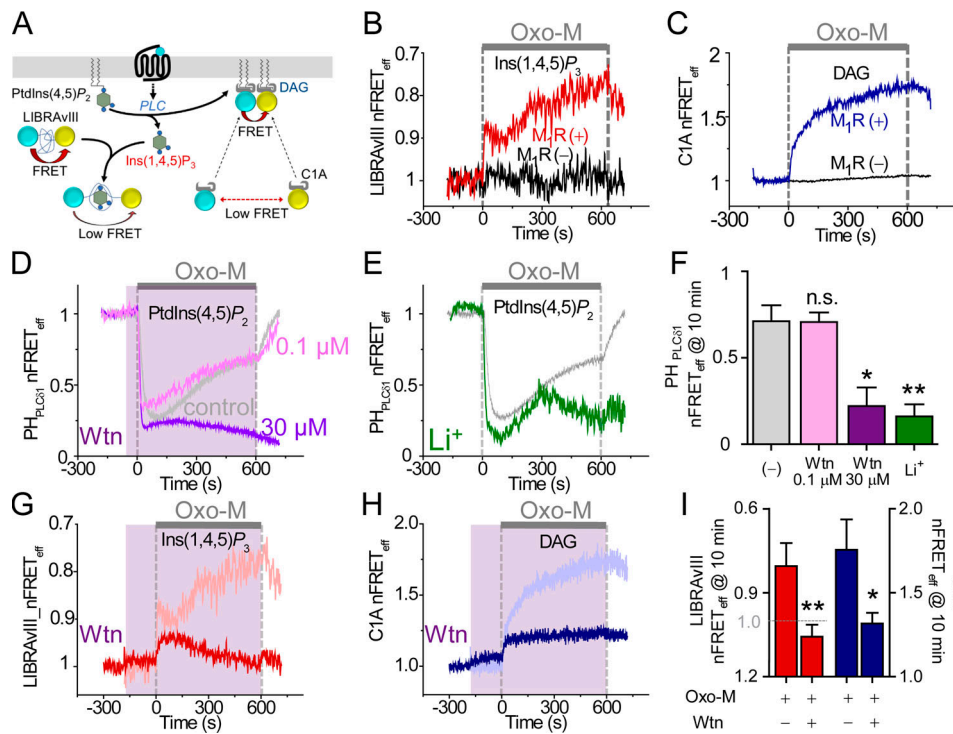 A
PtdIns(4,5)P2
PLC
DAG
LIBRAvIII
FRET
Ins(1,4,5)P3
FRET
C1A
Low FRET
Low FRET
B
Oxo-M
Ins(1,4,5)P3
M1R (+)
M1R (–)
LIBRAvIII nFRETeff
0.7
0.8
0.9
1
-300
0
300
600
Time (s)
C
Oxo-M
DAG
M1R (+)
M1R (–)
C1A nFRETeff
2
1.5
1
-300
0
300
600
Time (s)
D
Oxo-M
PtdIns(4,5)P2
0.1 µM
control
30 µM
Wtn
PHPLCδ1 nFRETeff
1
0.5
0
-300
0
300
600
Time (s)
E
Oxo-M
PtdIns(4,5)P2
Li+
PHPLCδ1 nFRETeff
1
0.5
0
-300
0
300
600
Time (s)
F
PH PLCδ1
nFRETeff @ 10 min
1
0
n.s.
*
**
(–)
Wtn
0.1 µM
Wtn
30 µM
Li+
G
Oxo-M
Ins(1,4,5)P3
Wtn
LIBRAvIII_nFRETeff
0.7
0.8
0.9
1
-300
0
300
600
Time (s)
H
Oxo-M
DAG
Wtn
C1A nFRETeff
2.0
1.5
1.0
-300
0
300
600
Time (s)
I
LIBRAvIII
nFRETeff @ 10 min
0.6
0.9
1.0
1.2
**
*
2.0
1.5
1.0
nFRETeff @ 10 min
Oxo-M + + + +
Wtn – + – +